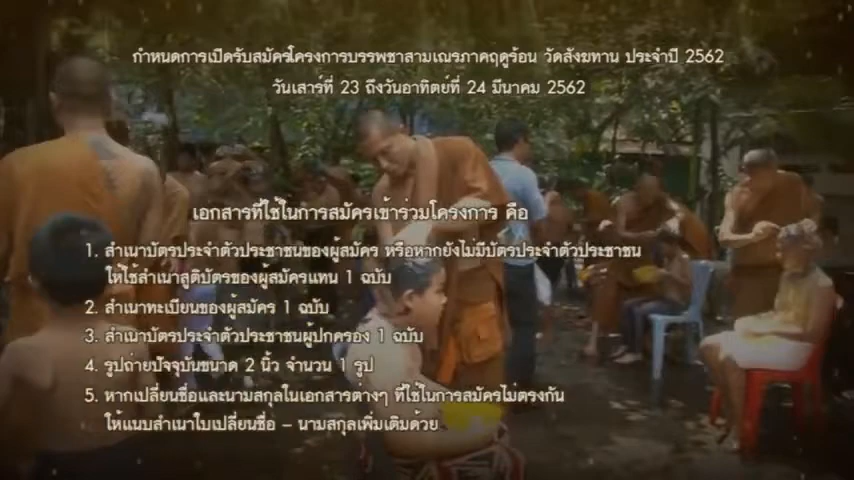 กำหนดการเปิดรับสมัครโครงการบรรพชาสามเณรภาคฤดูร้อน วัดสังฆทาน ประจำปี 2562
วันเสาร์ที่ 23 ถึงวันอาทิตย์ที่ 24 มีนาคม 2562
เอกสารที่ใช้ในการสมัครเข้าร่วมโครงการ คือ
1. สำเนาบัตรประจำตัวประชาชนของผู้สมัคร หรือหากยังไม่มีบัตรประจำตัวประชาชน
ให้ใช้สำเนาสูติบัตรของผู้สมัครแทน 1 ฉบับ
2. สำเนาทะเบียนของผู้สมัคร 1 ฉบับ
3. สำเนาบัตรประจำตัวประชาชนผู้ปกครอง 1 ฉบับ
4. รูปถ่ายปัจจุบันขนาด 2 นิ้ว จำนวน 1 รูป
5. หากเปลี่ยนชื่อและนามสกุลในเอกสารต่างๆ ที่ใช้ในการสมัครไม่ตรงกัน
ให้แนบสำเนาใบเปลี่ยนชื่อ – นามสกุลเพิ่มเติมด้วย